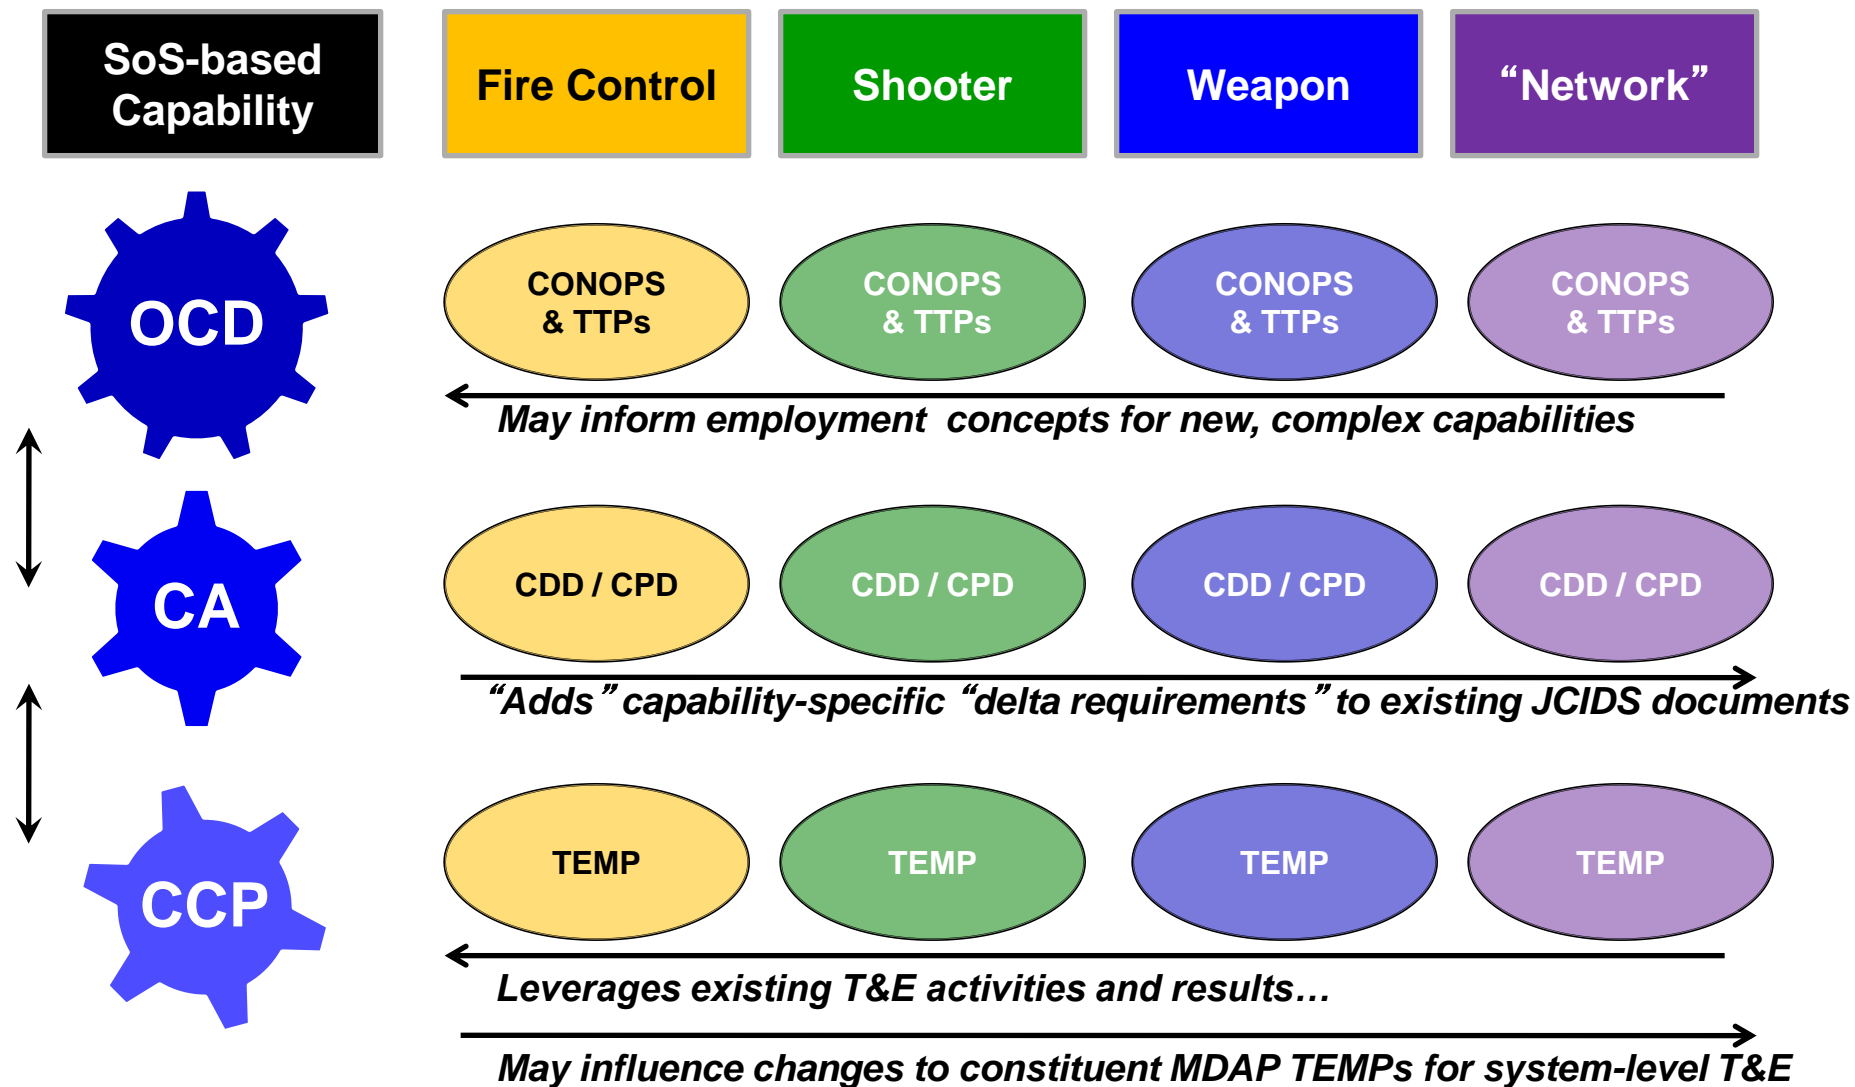 SoS-based
Capability
Fire Control
Shooter
Weapon
“Network”
OCD
CONOPS
& TTPs
CONOPS
& TTPs
CONOPS
& TTPs
CONOPS
& TTPs
May inform employment  concepts for new, complex capabilities
CA
CDD / CPD
CDD / CPD
CDD / CPD
CDD / CPD
“Adds” capability-specific “delta requirements” to existing JCIDS documents
CCP
TEMP
TEMP
TEMP
TEMP
Leverages existing T&E activities and results…
May influence changes to constituent MDAP TEMPs for system-level T&E